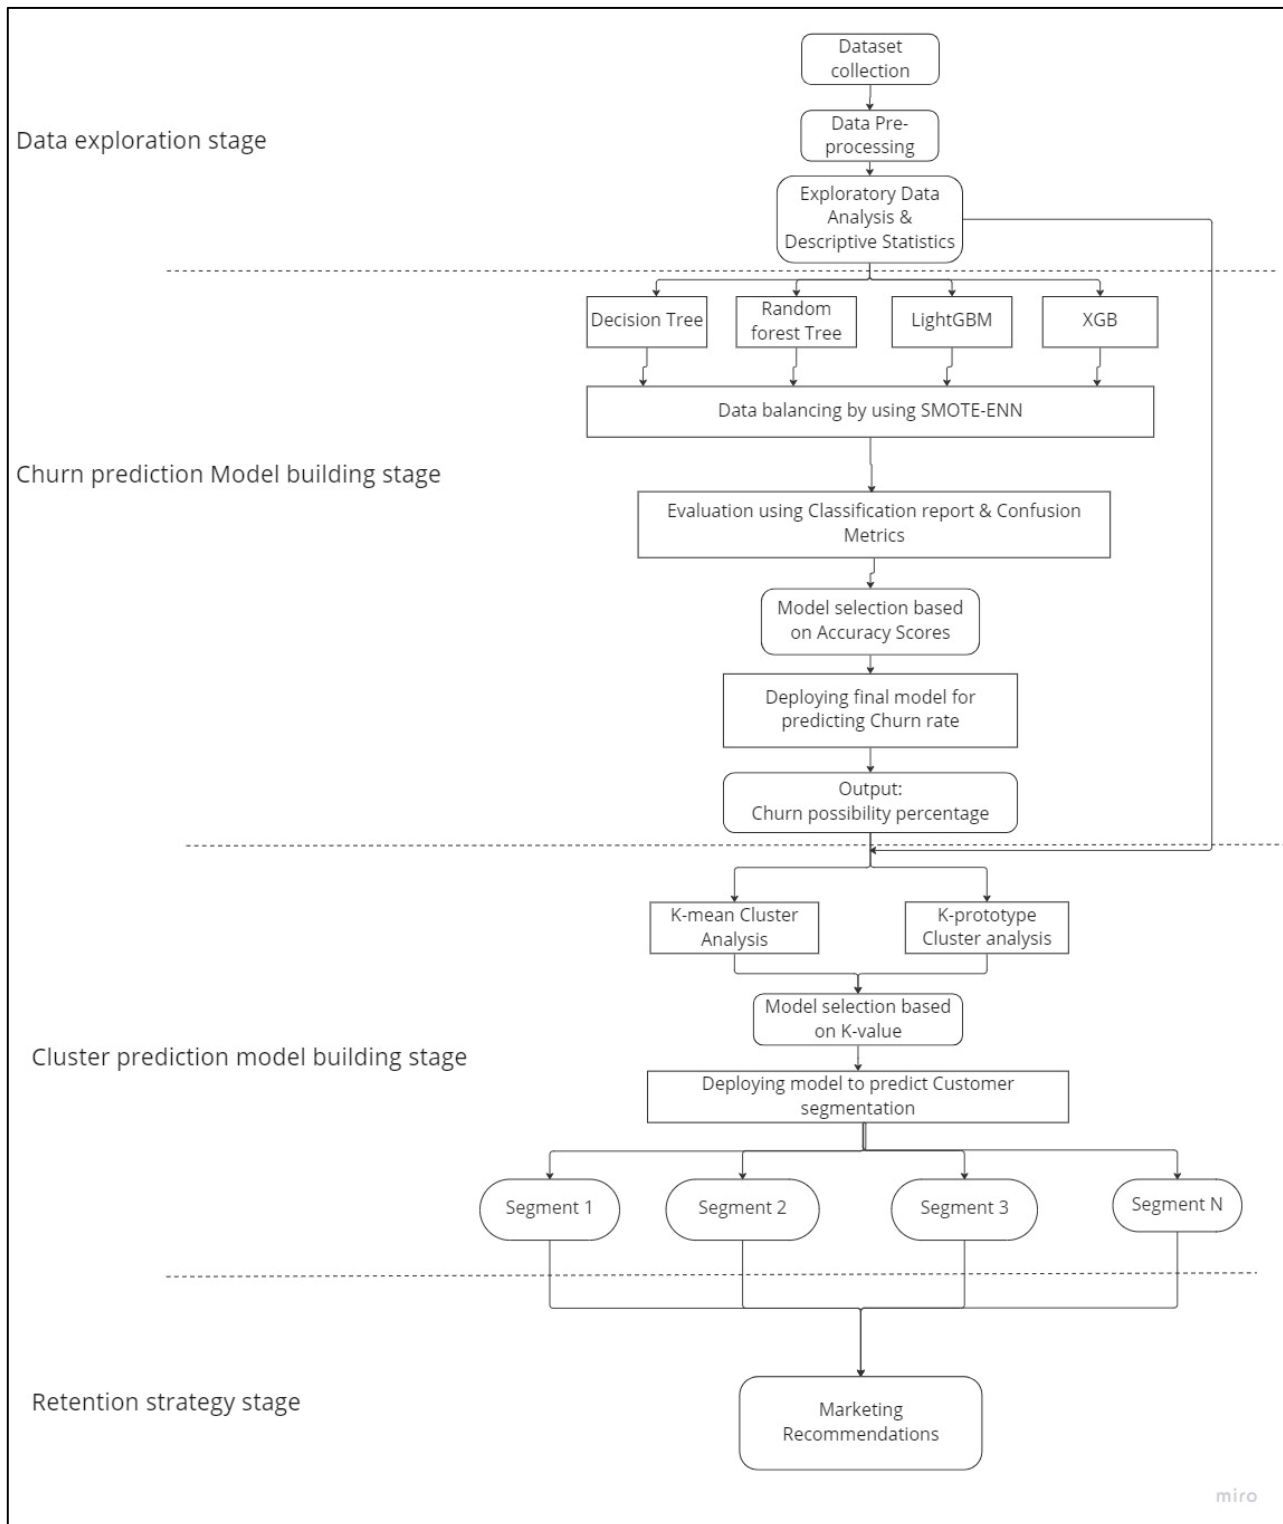 Dataset
collection
Data exploration stage
Data Pre-
processing
Exploratory Data
Analysis &
Descriptive Statistics
Decision Tree
Random
forest Tree
LightGBM
XGB
Data balancing by using SMOTE-ENN
Churn prediction Model building stage
Evaluation using Classification report & Confusion
Metrics
Model selection based
on Accuracy Scores
Deploying final model for
predicting Churn rate
Output:
Churn possibility percentage
K-mean Cluster
Analysis
K-prototype
Cluster analysis
Model selection based
on K-value
Cluster prediction model building stage
Deploying model to predict Customer
segmentation
Segment 1
Segment 2
Segment 3
Segment N
Retention strategy stage
Marketing
Recommendations
miro